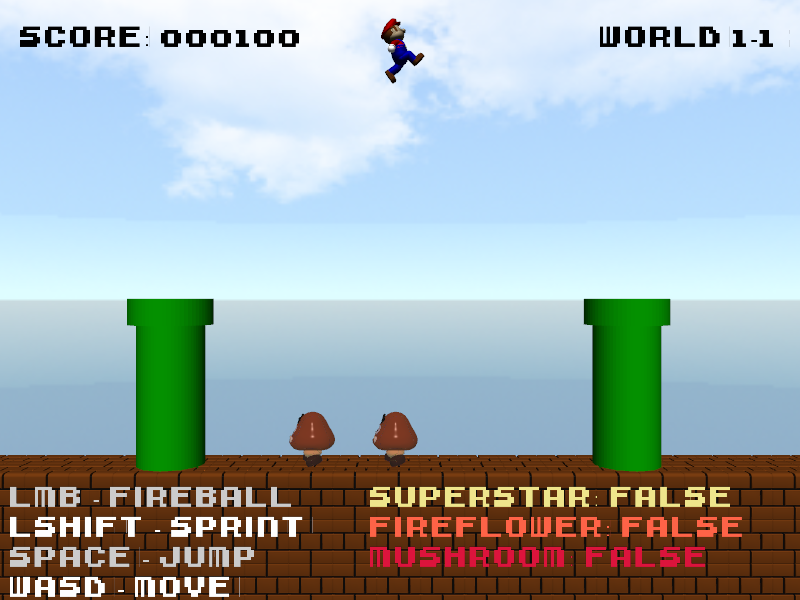 SCORE: 000100
WORLD 1-1
LMB - FIREBALL
SUPERSTAR: FALSE
LSHIFT - SPRINT
FIREFLOWER: FALSE
SPACE - JUMP
MUSHROOM FALSE
WASD - MOVE